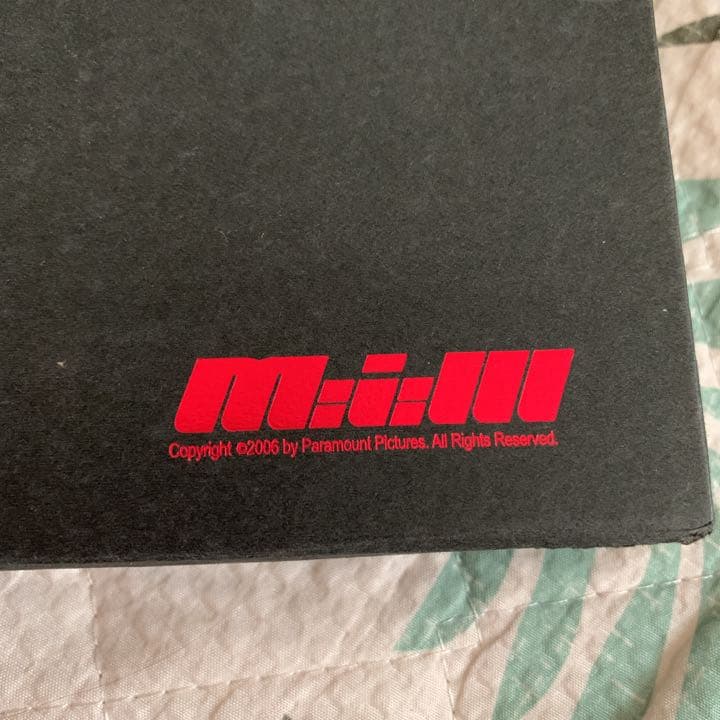 M:i:III
Copyright ©2006 by Paramount Pictures. All Rights Reserved.